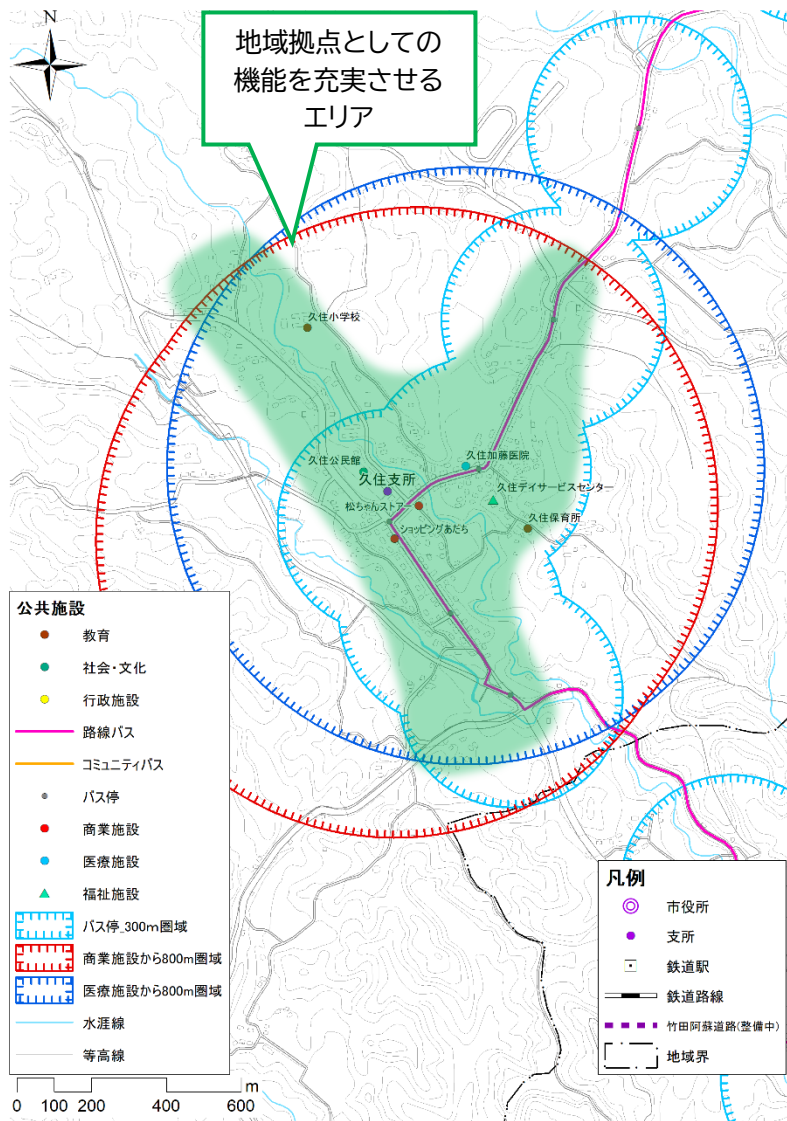 N
地域拠点としての
機能を充実させる
エリア
久住小学校
久住公民館
久住加藤医院
久住支所
久住デイサービスセンター
松ちゃんストアー
久住保育所
ショッピングあだち
公共施設
教育
社会・文化
行政施設
路線バス
コミュニティバス
バス停
商業施設
医療施設
福祉施設
バス停_300m圏域
商業施設から800m圏域
医療施設から800m圏域
水涯線
等高線
m
0 100 200 400 600
凡例
市役所
支所
鉄道駅
鉄道路線
竹田阿蘇道路(整備中)
地域界